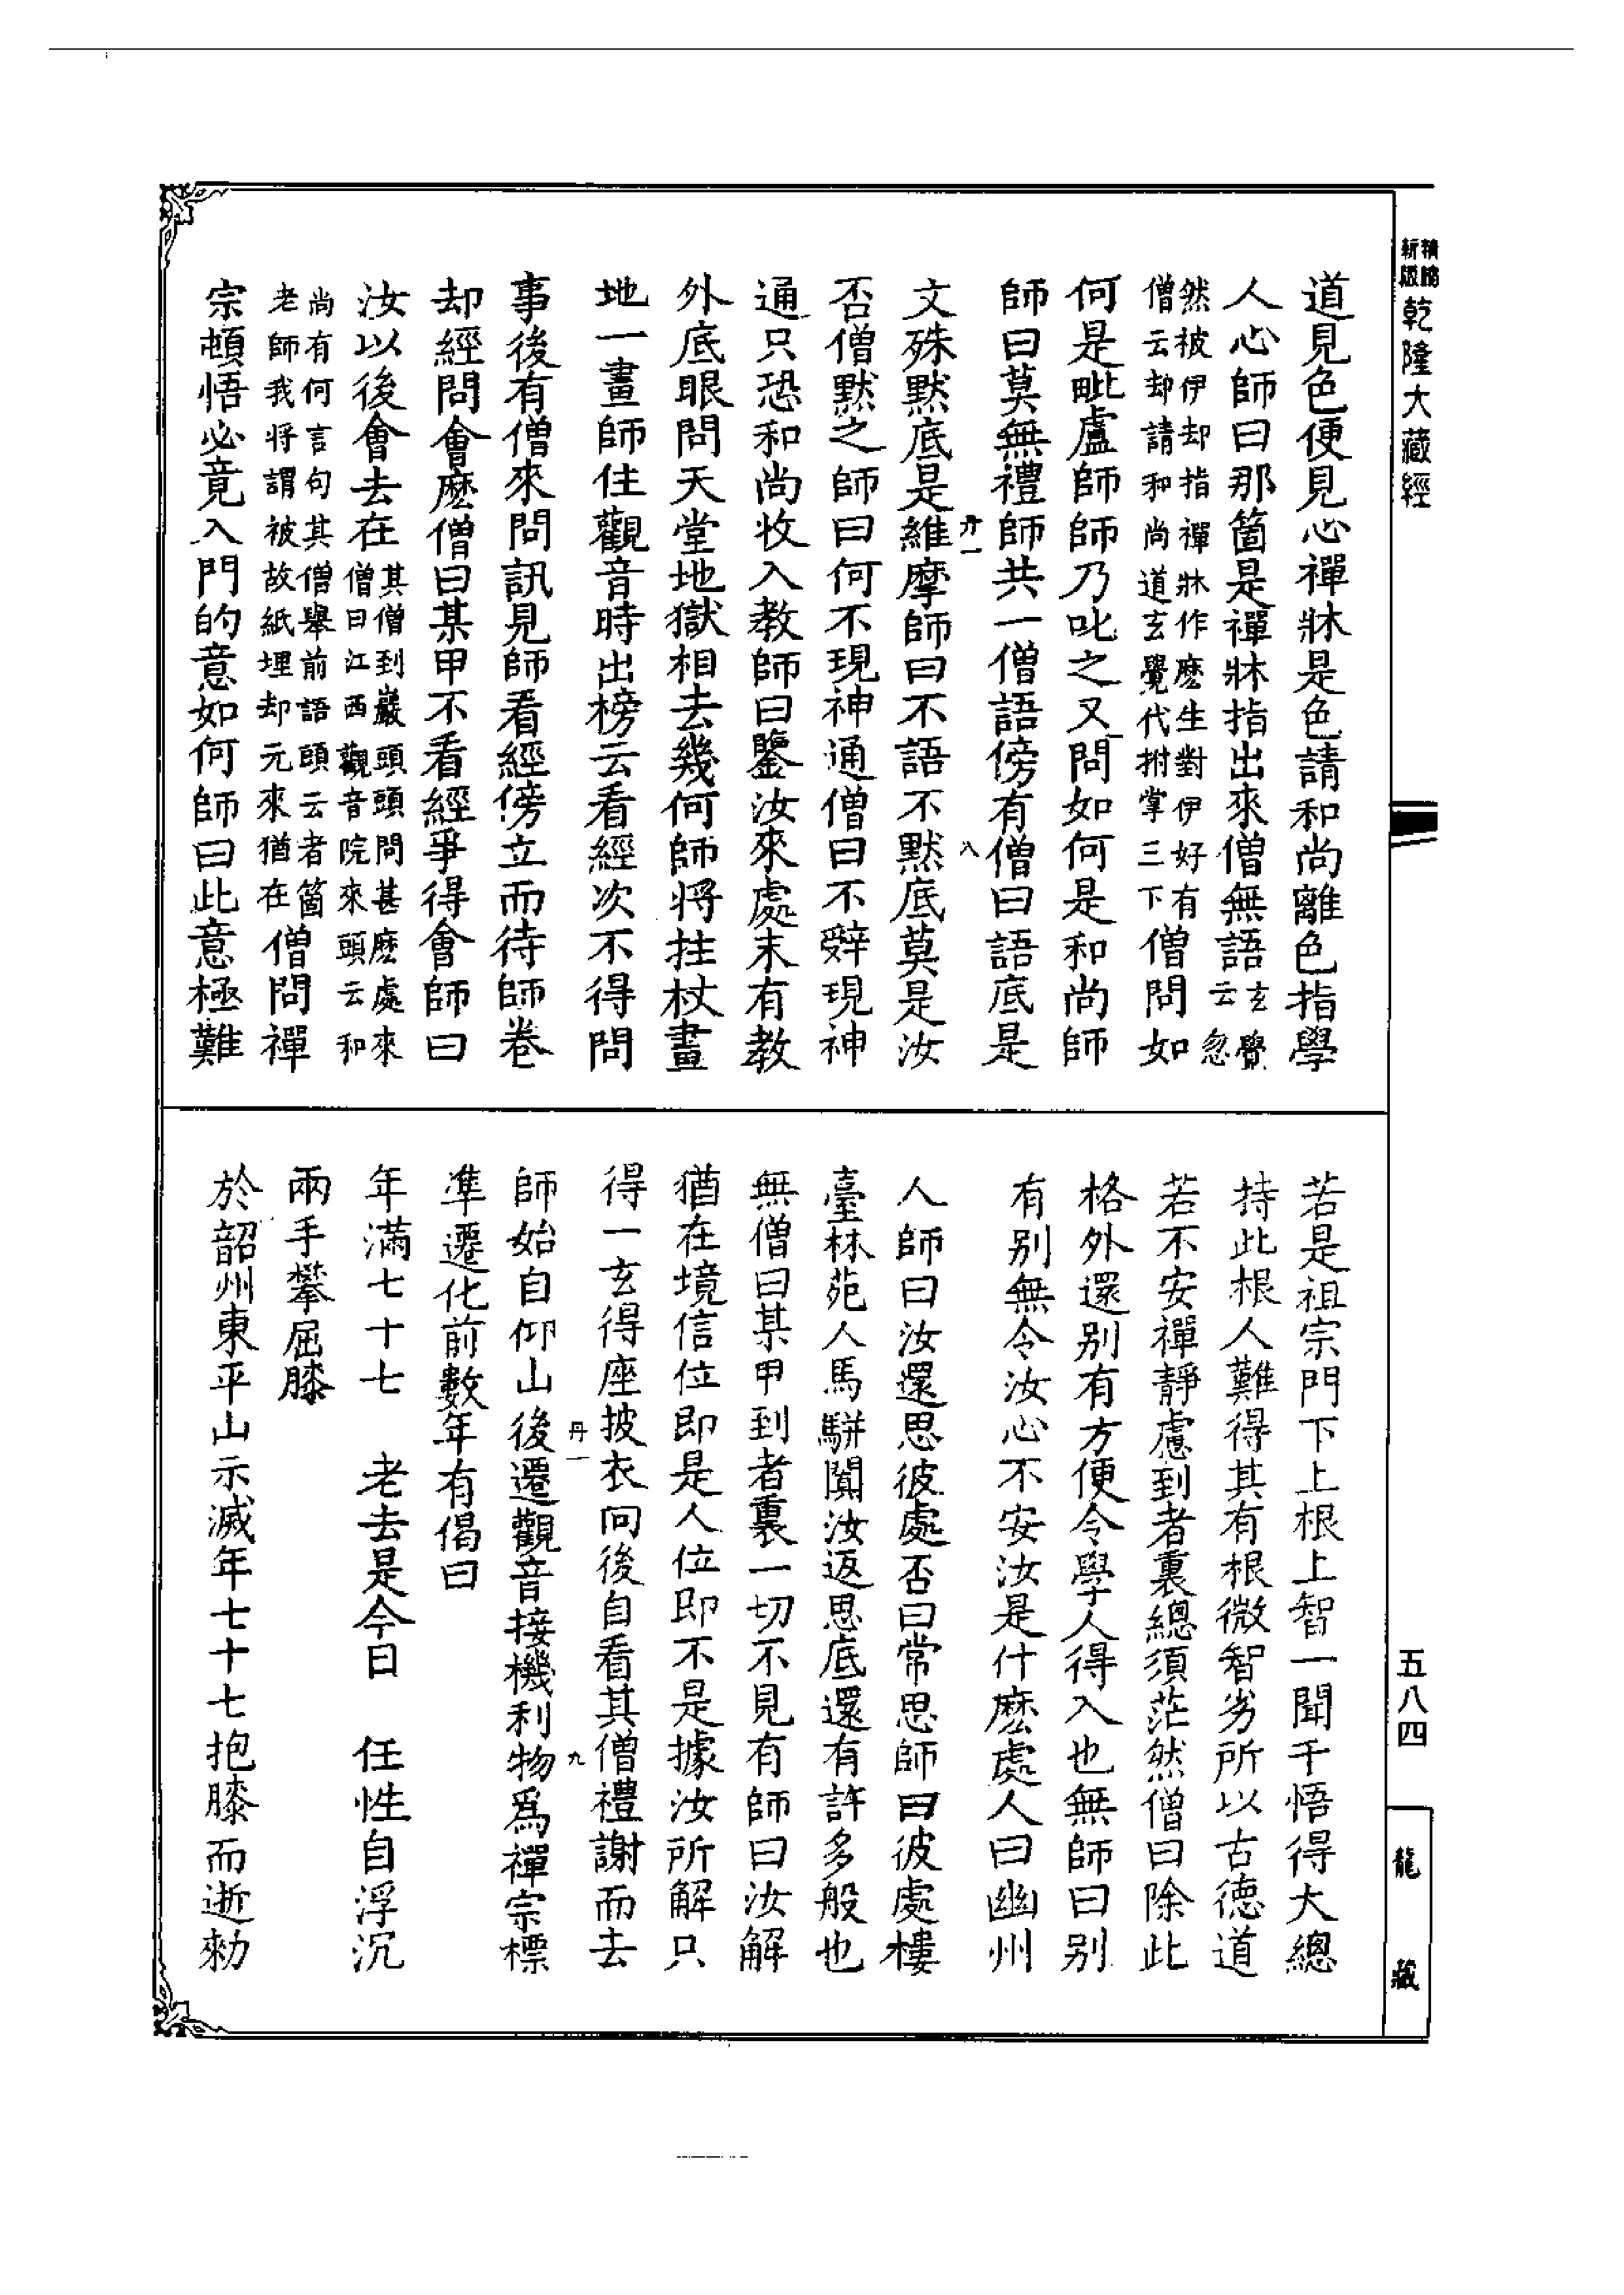 精縮
新版
乾隆大藏經
道見色便見心禪牀是色請和尚離色指學
人心師曰那箇是禪牀指出來僧無語玄覺云忽
然被伊却指禪牀作麽生對伊好有
僧云却請和尚道玄覺代拊掌三下僧問如
何是毗盧師師乃叱之又問如何是和尚師
師曰莫無禮師共一僧語傍有僧曰語底是
丹一
八
文殊默底是維摩師曰不語不默底莫是汝
否僧默之師曰何不現神通僧曰不辤現神
通只恐和尚收入教師曰鑒汝來處未有教
外底眼問天堂地獄相去幾何師將拄杖畫
地一畫師住觀音時出榜云看經次不得問
事後有僧來問訊見師看經傍立而待師卷
却經問會麽僧曰某甲不看經爭得會師曰
汝以後會去在其僧到巖頭頭問甚麽處來
僧曰江西觀音院來頭云和
尚有何言句其僧舉前語頭云者箇
老師我將謂被故紙埋却元來猶在僧問禪
宗頓悟必竟入門的意如何師曰此意極難
若是祖宗門下上根上智一聞千悟得大總
持此根人難得其有根微智劣所以古德道
若不安禪靜慮到者裏總須茫然僧曰除此
格外還别有方便令學人得入也無師曰别
有别無令汝心不安汝是什麽處人曰幽州
人師曰汝還思彼處否曰常思師曰彼處樓
臺林苑人馬駢闐汝返思底還有許多般也
無僧曰某甲到者裏一切不見有師曰汝解
猶在境信位即是人位即不是據汝所解只
得一玄得座披衣向後自看其僧禮謝而去
丹一
九
師始自仰山後遷觀音接機利物爲禪宗標
準遷化前數年有偈曰
年滿七十七　老去是今日　任性自浮沉
兩手攀屈膝
於韶州東平山示滅年七十七抱膝而逝勑
五八四
龍藏